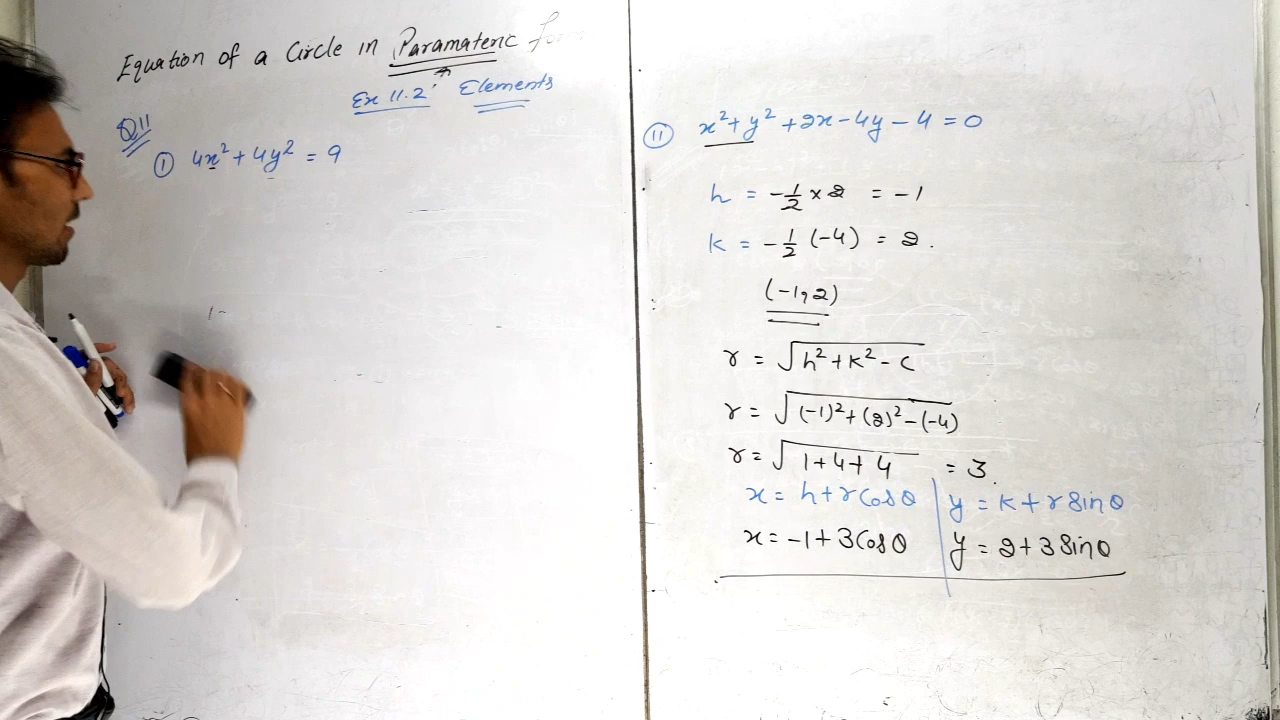 Equation of a Circle in Paramateric form
Ex 11.2 Elements
Q11
① 4x² + 4y² = 9
⑪ x² + y² + 2x - 4y - 4 = 0
h = -1/2 × 2 = -1
k = -1/2 (-4) = 2.
(-1, 2)
r = √h² + k² - c
r = √(-1)² + (2)² - (-4)
r = √1 + 4 + 4 = 3.
x = h + r Cos θ | y = k + r Sin θ
x = -1 + 3 Cos θ | y = 2 + 3 Sin θ